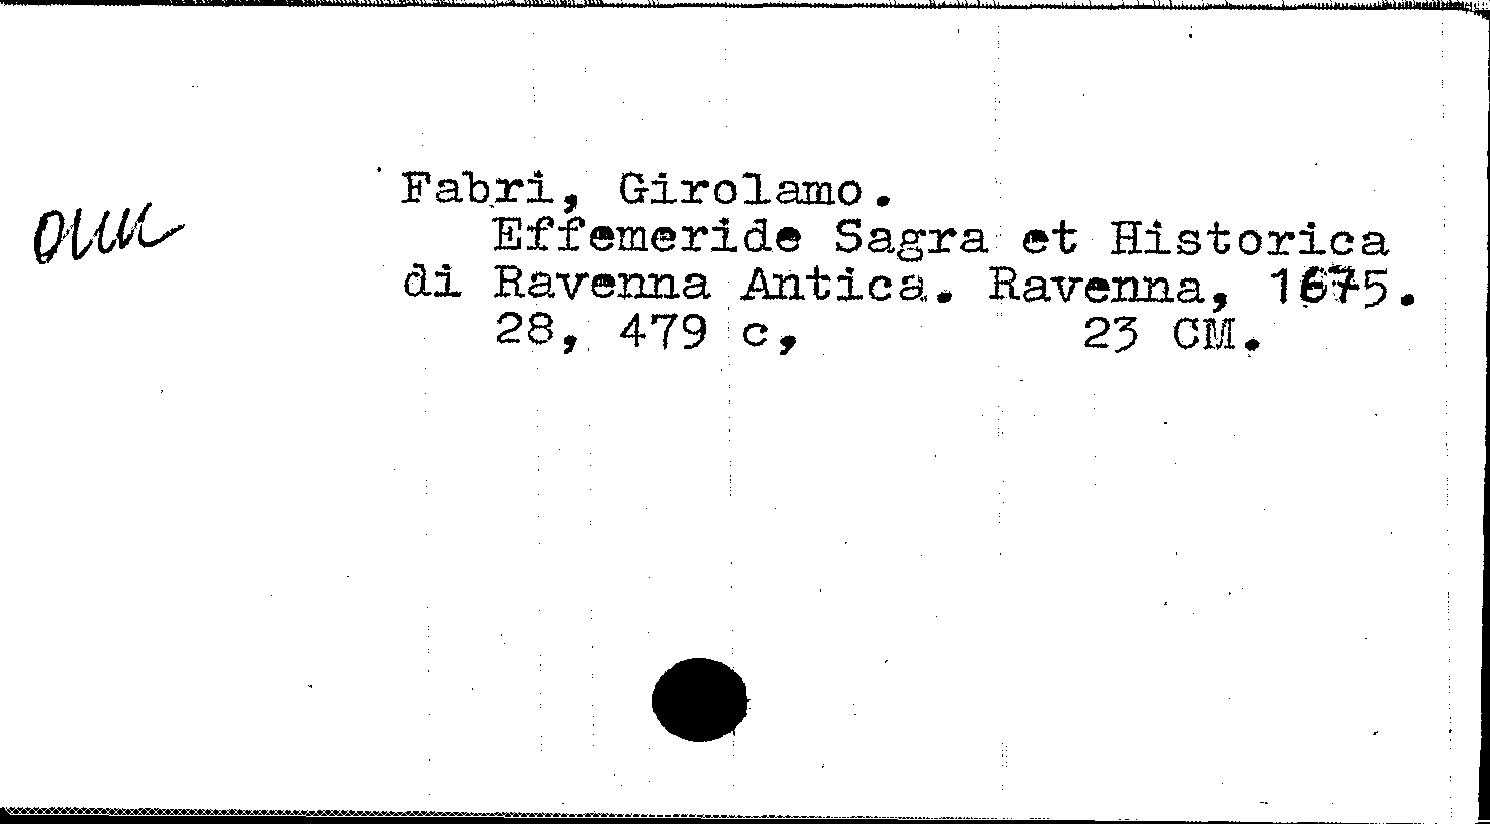 Fabri, Girolamo.
Effemeride Sagra et Historica
di Ravenna Antica. Ravenna, 1675.
28, 479 c, 23 CM.